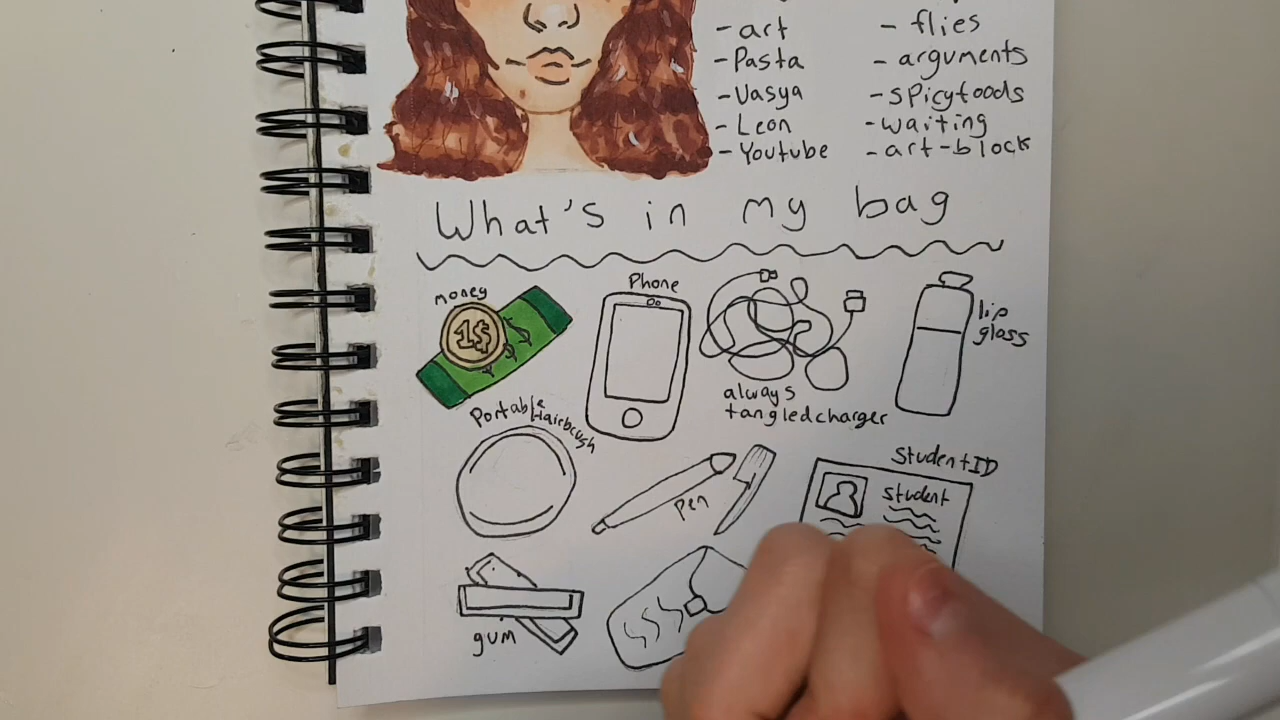 - art
- Pasta
- Vasya
- Leon
- Youtube
- flies
- arguments
- spicyfoods
- waiting
- art-block
What's in my bag
money
1$
$ $ $
Phone
always
tangledcharger
lip
gloss
Portable Hairbrush
pen
StudentID
student
gum